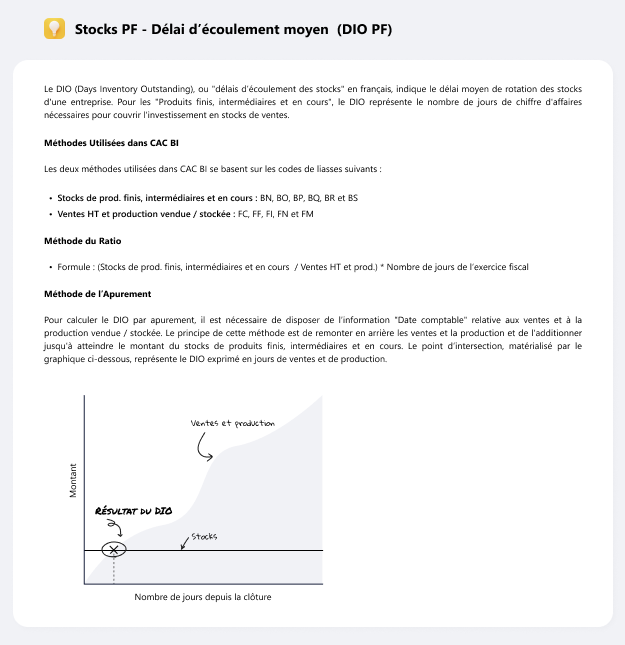 Stocks PF - Délai d’écoulement moyen  (DIO PF)
Le DIO (Days Inventory Outstanding), ou "délais d'écoulement des stocks" en français, indique le délai moyen de rotation des stocks
d'une entreprise. Pour les "Produits finis, intermédiaires et en cours", le DIO représente le nombre de jours de chiffre d'affaires
nécessaires pour couvrir l'investissement en stocks de ventes.
Méthodes Utilisées dans CAC BI
Les deux méthodes utilisées dans CAC BI se basent sur les codes de liasses suivants :
• Stocks de prod. finis, intermédiaires et en cours : BN, BO, BP, BQ, BR et BS
• Ventes HT et production vendue / stockée : FC, FF, FI, FN et FM
Méthode du Ratio
• Formule : (Stocks de prod. finis, intermédiaires et en cours  / Ventes HT et prod.) * Nombre de jours de l'exercice fiscal
Méthode de l’Apurement
Pour calculer le DIO par apurement, il est nécessaire de disposer de l'information "Date comptable" relative aux ventes et à la
production vendue / stockée. Le principe de cette méthode est de remonter en arrière les ventes et la production et de l'additionner
jusqu'à atteindre le montant du stocks de produits finis, intermédiaires et en cours. Le point d'intersection, matérialisé par le
graphique ci-dessous, représente le DIO exprimé en jours de ventes et de production.
Ventes et production
Montant
RÉSULTAT DU DIO
Stocks
Nombre de jours depuis la clôture